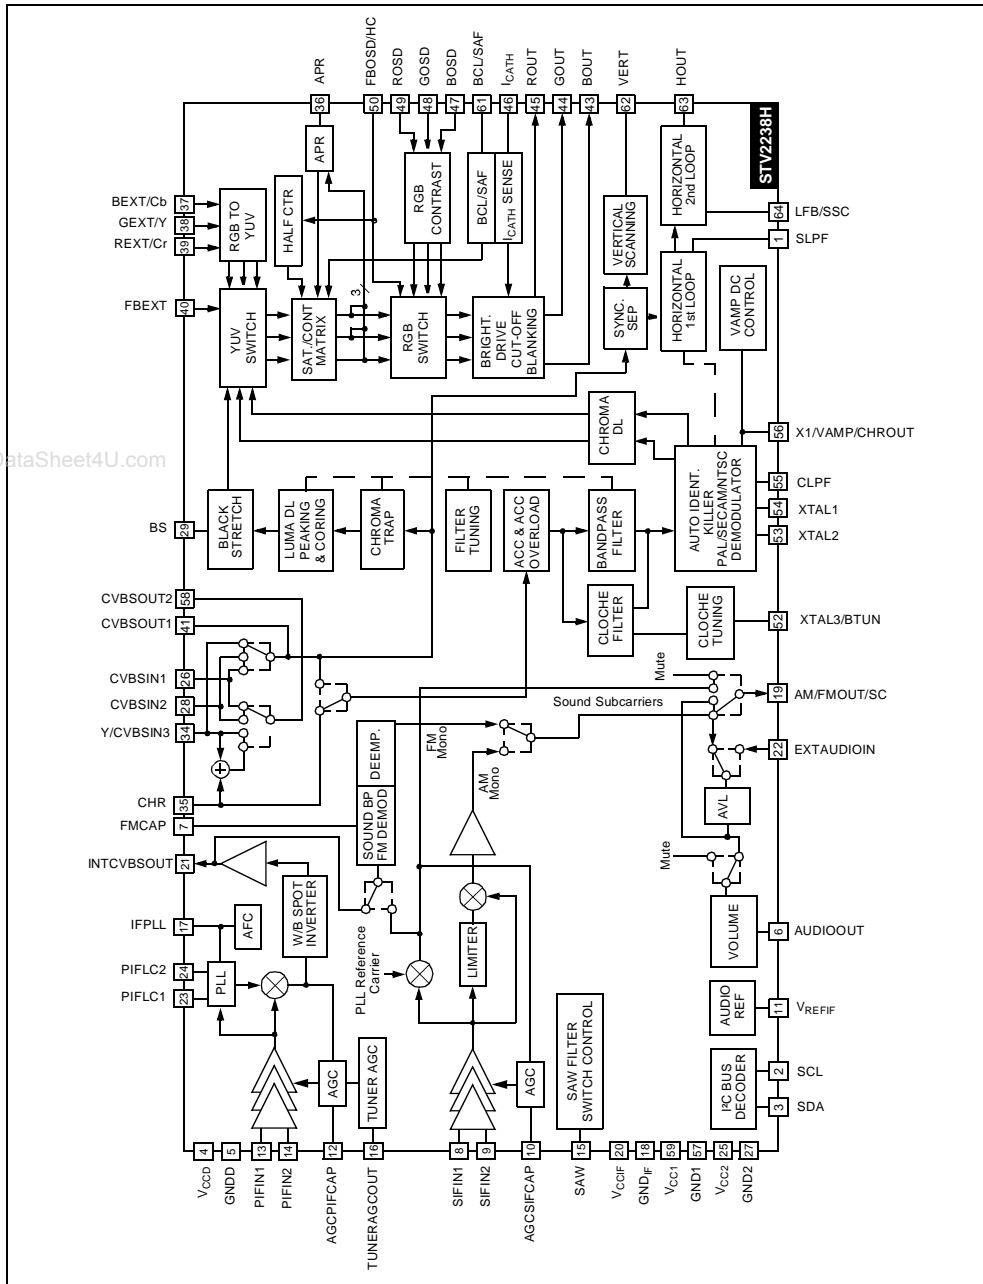 APR
FBOSD/HC
ROSD
GOSD
BOSD
BCL/SAF
ICATH
ROUT
GOUT
BOUT
VERT
HOUT
36
50
49
48
47
61
46
45
44
43
62
63
STV2238H
BEXT/Cb
37
GEXT/Y
38
REXT/Cr
39
FBEXT
40
RGB TO
YUV
HALF CTR
APR
RGB
CONTRAST
BCL/SAF
ICATH SENSE
VERTICAL
SCANNING
HORIZONTAL
2nd LOOP
64
LFB/SSC
1
SLPF
YUV
SWITCH
SAT./CONT
MATRIX
3
RGB
SWITCH
BRIGHT.
DRIVE
CUT-OFF
BLANKING
SYNC.
SEP
HORIZONTAL
1st LOOP
VAMP DC
CONTROL
CHROMA
DL
56
X1/VAMP/CHROUT
DataSheet4U.com
BS
29
BLACK
STRETCH
LUMA DL
PEAKING
& CORING
CHROMA
TRAP
FILTER
TUNING
ACC & ACC
OVERLOAD
BANDPASS
FILTER
AUTO IDENT.
KILLER
PAL/SECAM/NTSC
DEMODULATOR
55
CLPF
54
XTAL1
53
XTAL2
CLOCHE
FILTER
CLOCHE
TUNING
52
XTAL3/BTUN
CVBSOUT2
58
CVBSOUT1
41
CVBSIN1
26
CVBSIN2
28
Y/CVBSIN3
34
CHR
35
FMCAP
7
INTCVBSOUT
21
IFPLL
17
PIFLC2
24
PIFLC1
23
Mute
Sound Subcarriers
19
AM/FMOUT/SC
22
EXTAUDIOIN
DEEMP.
SOUND BP
FM DEMOD
FM
Mono
AM
Mono
AVL
Mute
VOLUME
6
AUDIOOUT
AFC
PLL
W/B SPOT
INVERTER
PLL Reference
Carrier
LIMITER
AUDIO
REF
11
VREFIF
AGC
TUNER AGC
AGC
SAW FILTER
SWITCH CONTROL
I²C BUS
DECODER
2
SCL
3
SDA
4
5
13
14
12
16
8
9
10
15
20
18
59
57
25
27
VCCD
GNDD
PIFIN1
PIFIN2
AGCPIFCAP
TUNERAGCOUT
SIFIN1
SIFIN2
AGCSIFCAP
SAW
VCCIF
GNDIF
VCC1
GND1
VCC2
GND2